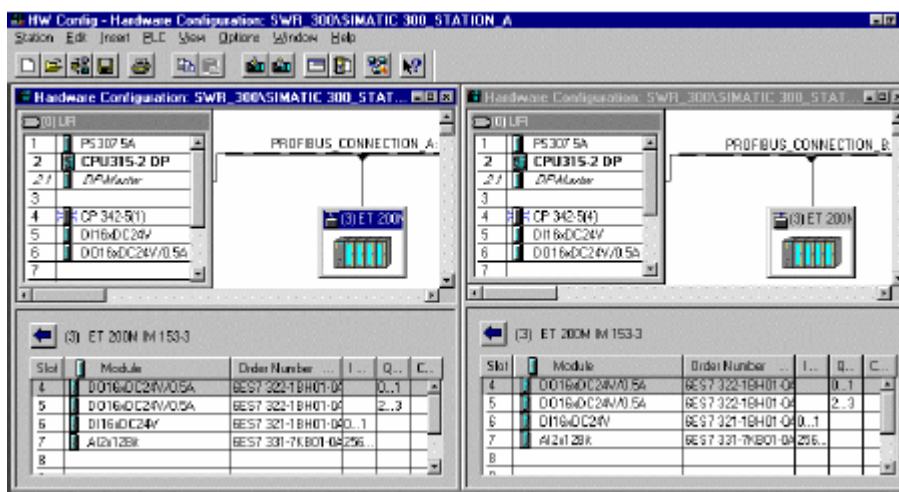 HW Config - Hardware Configuration: SWR_300\SIMATIC 300_STATION_A
Station Edit Insert PLC View Options Window Help
Hardware Configuration: SWR_300\SIMATIC 300_STAT...
(0) UR
1 PS307 5A
2 CPU315-2 DP
2.1 DP-Master
3
4 CP 342-5(1)
5 DI16xDC24V
6 DO16xDC24V/0.5A
7
PROFIBUS_CONNECTION_A:
(3) ET 200M
(3) ET 200M IM 153-3
Slot Module Order Number ... I ... Q... C...
4 DO16xDC24V/0.5A 6ES7 322-1BH01-0A 0...1
5 DO16xDC24V/0.5A 6ES7 322-1BH01-0A 2...3
6 DI16xDC24V 6ES7 321-1BH01-0A 0...1
7 AI2x12Bit 6ES7 331-7KB01-0A 256...
8
Hardware Configuration: SWR_300\SIMATIC 300_STAT...
(0) UR
1 PS307 5A
2 CPU315-2 DP
2.1 DP-Master
3
4 CP 342-5(4)
5 DI16xDC24V
6 DO16xDC24V/0.5A
7
PROFIBUS_CONNECTION_B:
(3) ET 200M
(3) ET 200M IM 153-3
Slot Module Order Number ... I... Q... C...
4 DO16xDC24V/0.5A 6ES7 322-1BH01-0A 0...1
5 DO16xDC24V/0.5A 6ES7 322-1BH01-0A 2...3
6 DI16xDC24V 6ES7 321-1BH01-0A 0...1
7 AI2x12Bit 6ES7 331-7KB01-0A 256...
8